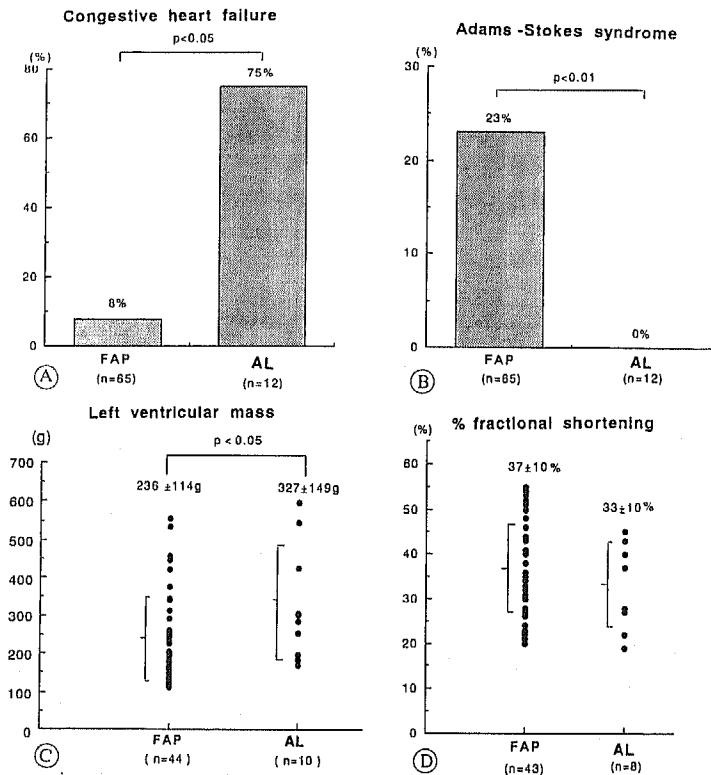 Congestive heart failure
p<0.05
(%)
80
75%
60
40
20
8%
0
FAP
AL
(n=65)
(n=12)
A
Adams -Stokes syndrome
(%)
30
p<0.01
23%
20
10
0
0%
FAP
AL
(n=65)
(n=12)
B
Left ventricular mass
(g)
p < 0.05
700
236 ±114g
327±149g
600
500
400
300
200
100
0
FAP
AL
( n=44 )
( n=10 )
C
% fractional shortening
(%)
60
37±10%
50
33±10%
40
30
20
10
0
FAP
AL
(n=43)
(n=8)
D